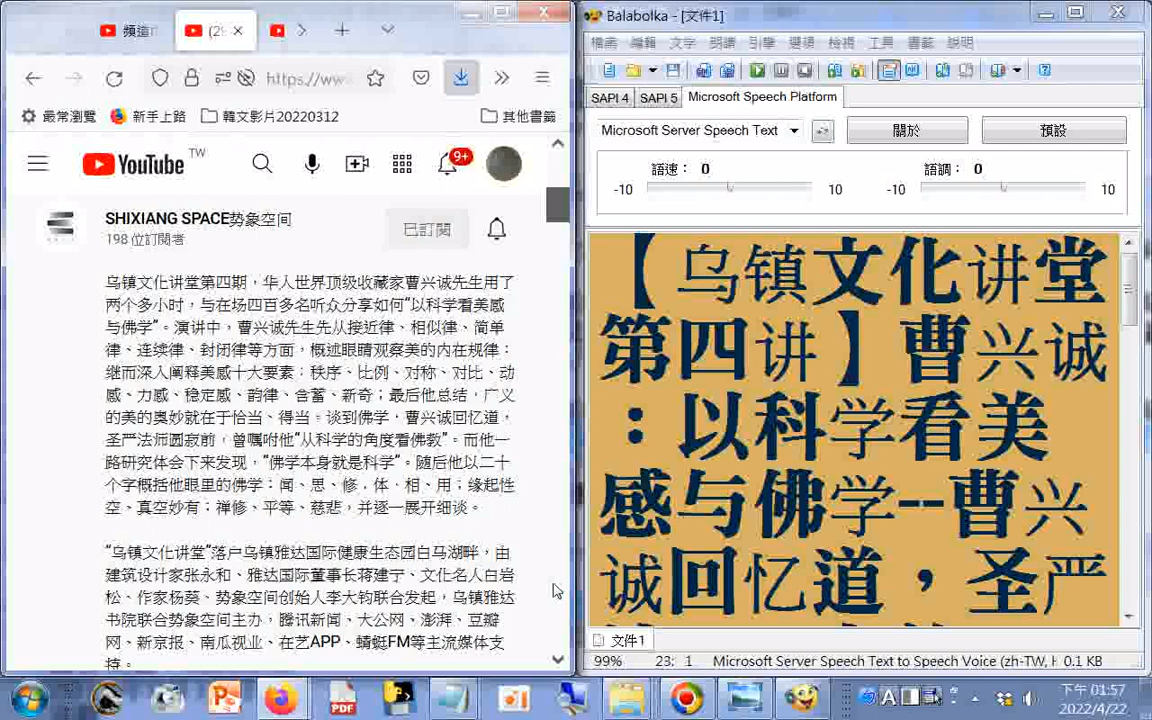 頻道
(29
https://www
最常瀏覽
新手上路
韓文影片20220312
其他書籤
YouTube TW
9+
SHIXIANG SPACE势象空间
198 位訂閱者
已訂閱
乌镇文化讲堂第四期，华人世界顶级收藏家曹兴诚先生用了
两个多小时，与在场四百多名听众分享如何“以科学看美感
与佛学”。演讲中，曹兴诚先生先从接近律、相似律、简单
律、连续律、封闭律等方面，概述眼睛观察美的内在规律；
继而深入阐释美感十大要素：秩序、比例、对称、对比、动
感、力感、稳定感、韵律、含蓄、新奇；最后他总结，广义
的美的奥妙就在于恰当、得当。谈到佛学，曹兴诚回忆道，
圣严法师圆寂前，曾嘱咐他“从科学的角度看佛教”。而他一
路研究体会下来发现，“佛学本身就是科学”。随后他以二十
个字概括他眼里的佛学：闻、思、修，体、相、用；缘起性
空、真空妙有；禅修、平等、慈悲，并逐一展开细谈。
“乌镇文化讲堂”落户乌镇雅达国际健康生态园白马湖畔，由
建筑设计家张永和、雅达国际董事长蒋建宁、文化名人白岩
松、作家杨葵、势象空间创始人李大钧联合发起，乌镇雅达
书院联合势象空间主办，腾讯新闻、大公网、澎湃、豆瓣
网、新京报、南瓜视业、在艺APP、蜻蜓FM等主流媒体支
持。
Balabolka - [文件1]
檔案 編輯 文字 朗讀 引擎 選項 檢視 工具 書籤 說明
SAPI 4 SAPI 5 Microsoft Speech Platform
Microsoft Server Speech Text
關於
預設
語速： 0
語調： 0
-10 10 -10 10
【乌镇文化讲堂
第四讲】曹兴诚
：以科学看美
感与佛学--曹兴
诚回忆道，圣严
文件1
99% 23: 1 Microsoft Server Speech Text to Speech Voice (zh-TW, H 0.1 KB
PDF
A
下午 01:57
2022/4/22